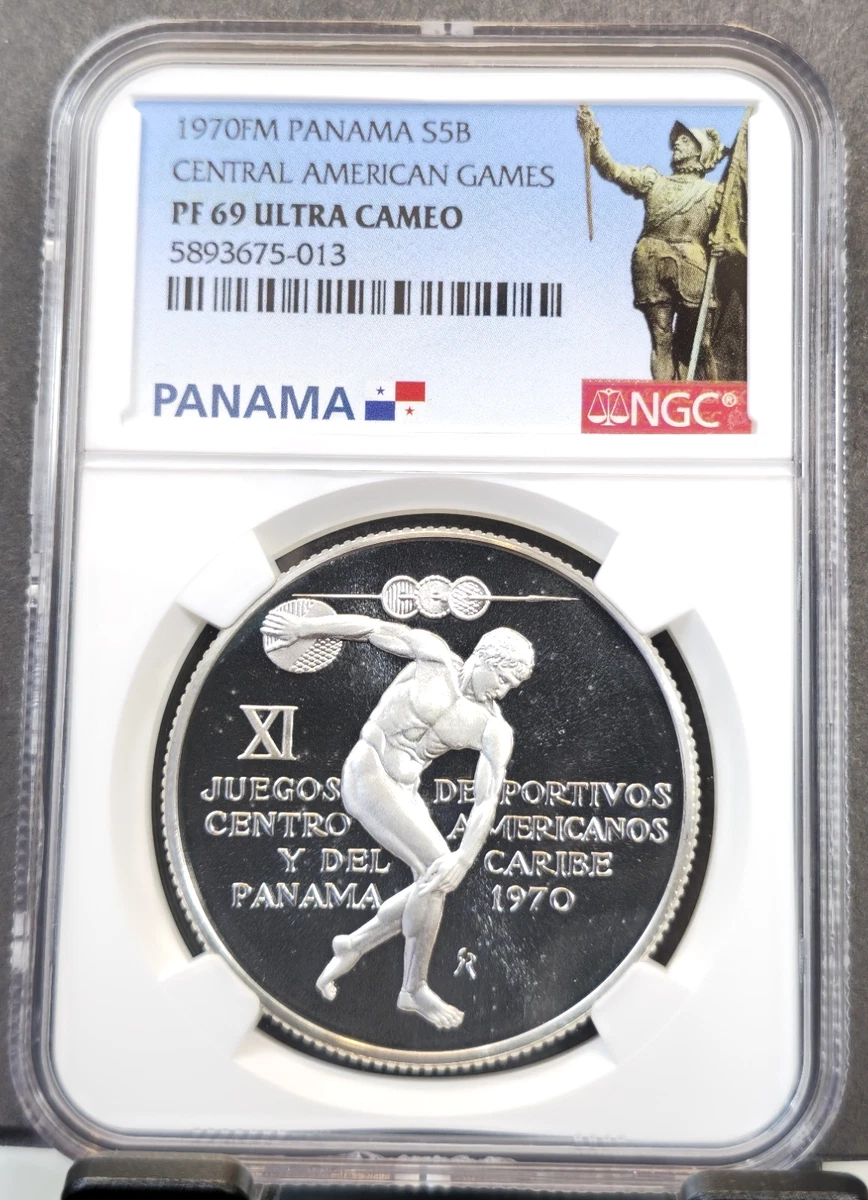 1970FM PANAMA S5B
CENTRAL AMERICAN GAMES
PF 69 ULTRA CAMEO
5893675-013
PANAMA
NGC®
XI
JUEGOS DEPORTIVOS
CENTRO AMERICANOS
Y DEL CARIBE
PANAMA 1970